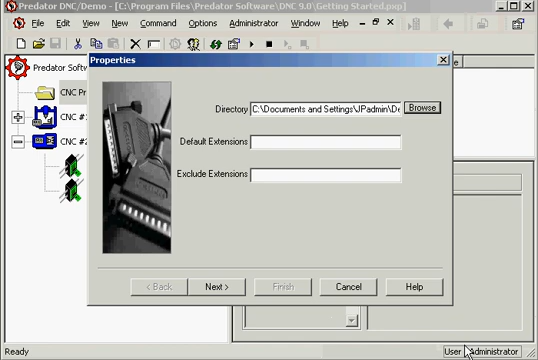 Predator DNC/Demo - [C:\Program Files\Predator Software\DNC 9.0\Getting Started.pxp]
File Edit View New Command Options Administrator Window Help
Properties
Predator Softw
CNC Pr
Directory C:\Documents and Settings\JPadmin\De Browse
CNC #1
Default Extensions
CNC #2
Exclude Extensions
< Back Next > Finish Cancel Help
Ready User Administrator